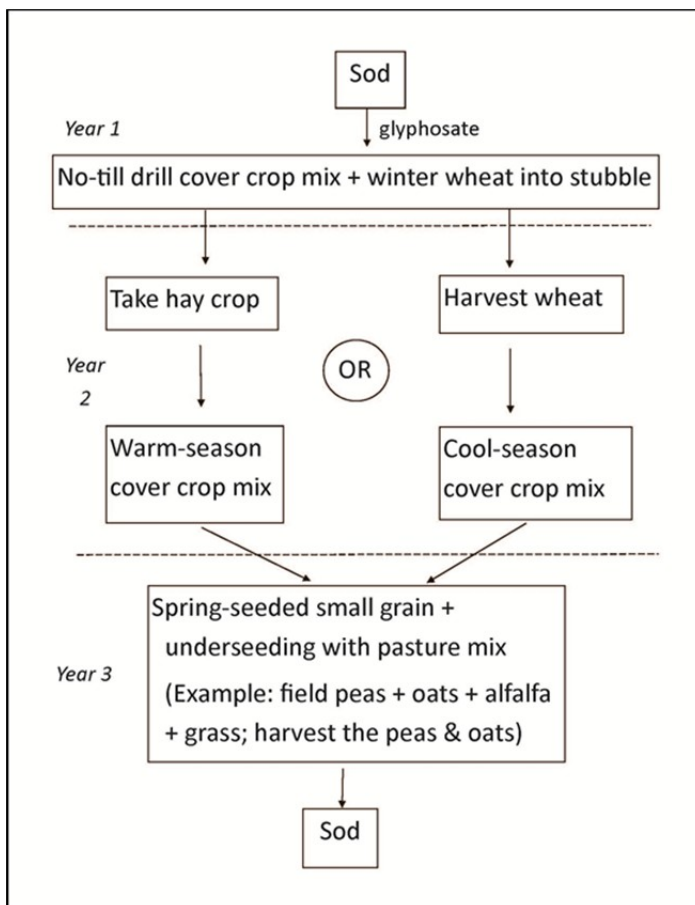 Sod
glyphosate
Year 1
No-till drill cover crop mix + winter wheat into stubble
Take hay crop
Harvest wheat
Year
2
OR
Warm-season
cover crop mix
Cool-season
cover crop mix
Spring-seeded small grain +
underseeding with pasture mix
(Example: field peas + oats + alfalfa
+ grass; harvest the peas & oats)
Year 3
Sod